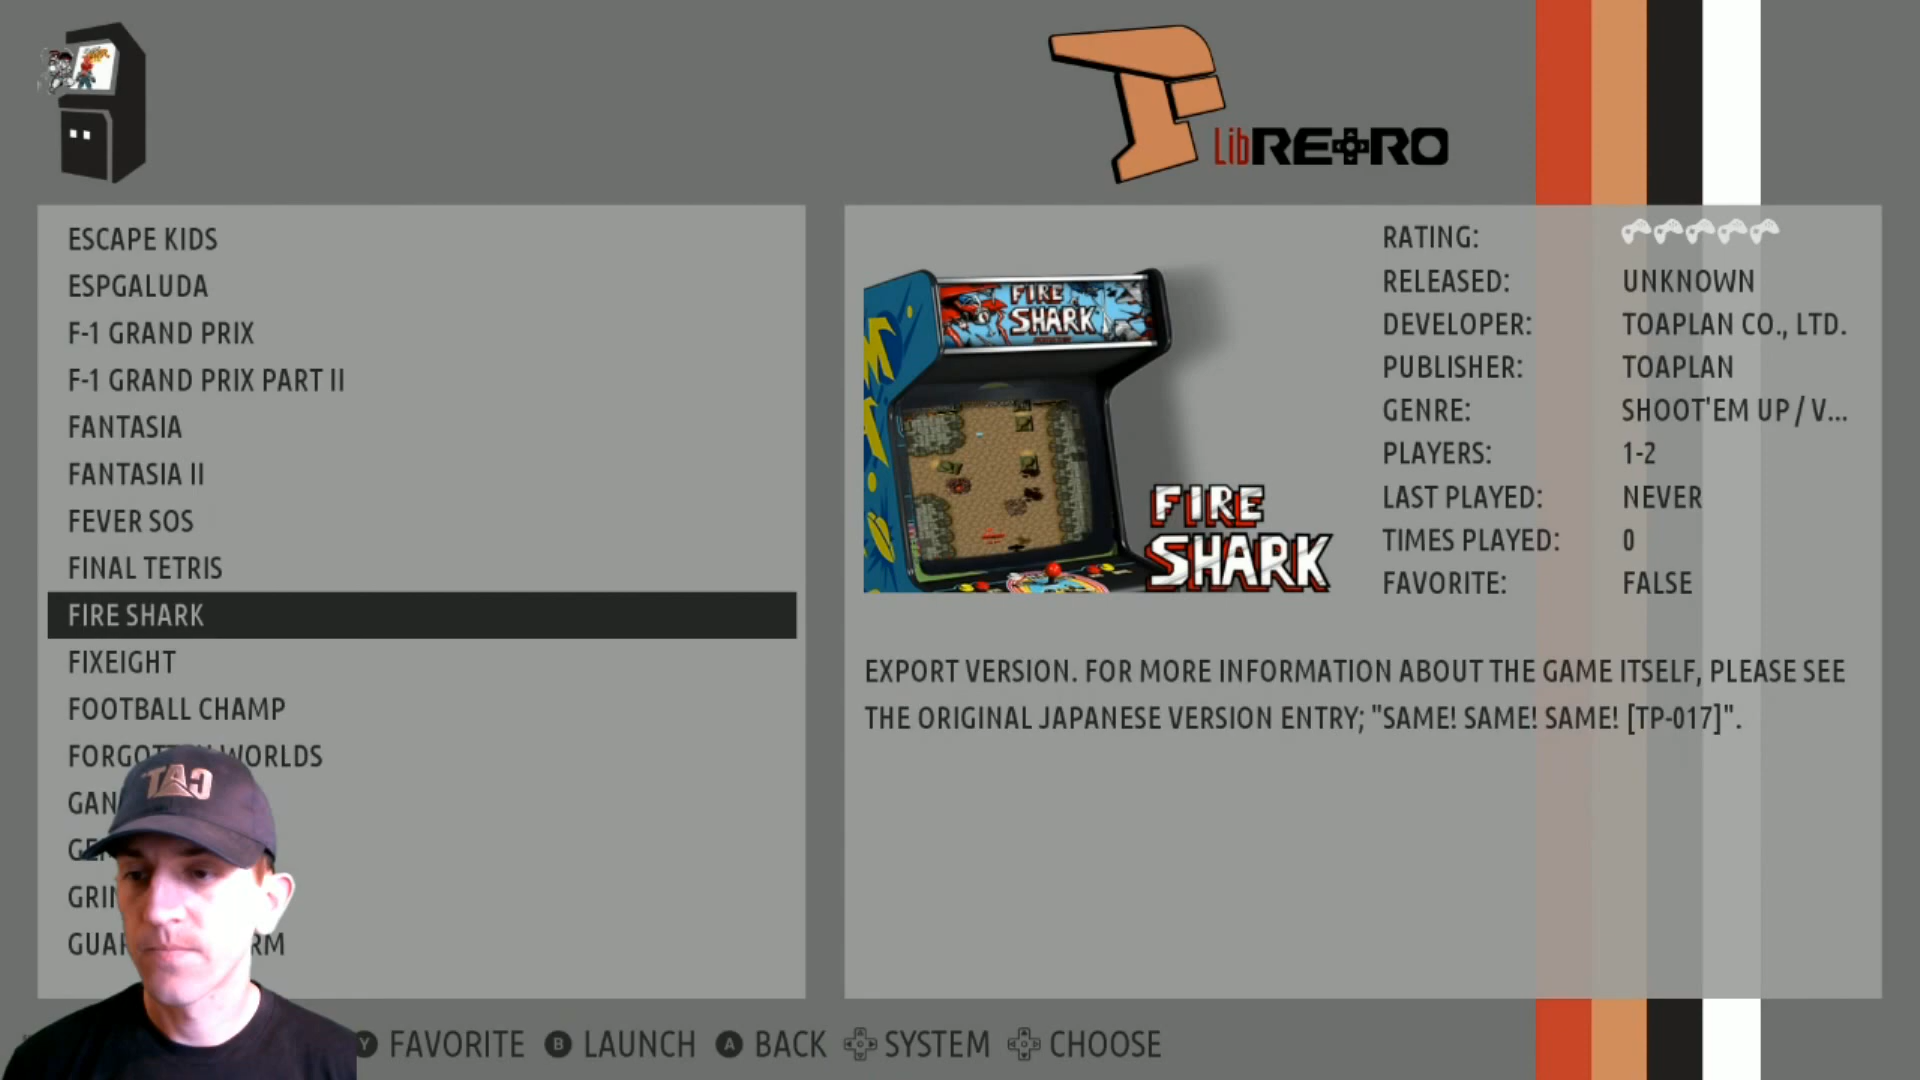 LibRETRO
ESCAPE KIDS
ESPGALUDA
F-1 GRAND PRIX
F-1 GRAND PRIX PART II
FANTASIA
FANTASIA II
FEVER SOS
FINAL TETRIS
FIRE SHARK
FIXEIGHT
FOOTBALL CHAMP
WORLDS
FIRE
SHARK
FIRE
SHARK
RATING:
RELEASED: UNKNOWN
DEVELOPER: TOAPLAN CO., LTD.
PUBLISHER: TOAPLAN
GENRE: SHOOT'EM UP / V...
PLAYERS: 1-2
LAST PLAYED: NEVER
TIMES PLAYED: 0
FAVORITE: FALSE
EXPORT VERSION. FOR MORE INFORMATION ABOUT THE GAME ITSELF, PLEASE SEE
THE ORIGINAL JAPANESE VERSION ENTRY; "SAME! SAME! SAME! [TP-017]".
CAT
Y FAVORITE B LAUNCH A BACK SYSTEM CHOOSE